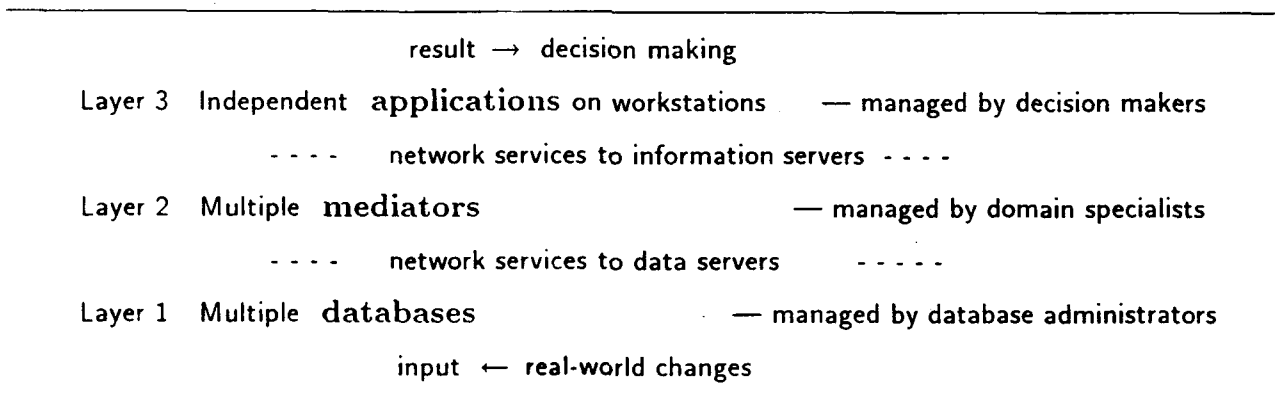 result → decision making
Layer 3 Independent applications on workstations — managed by decision makers
- - - - network services to information servers - - - -
Layer 2 Multiple mediators — managed by domain specialists
- - - - network services to data servers - - - - -
Layer 1 Multiple databases — managed by database administrators
input ← real-world changes